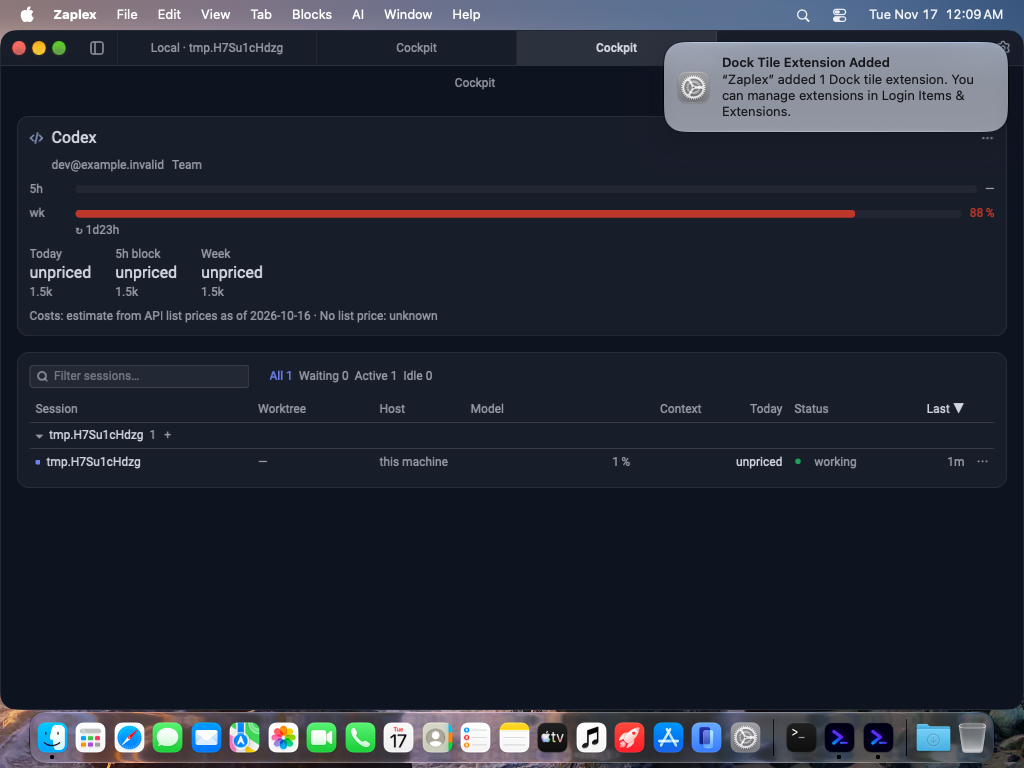 Zaplex File Edit View Tab Blocks AI Window Help Tue Nov 17 12:09 AM
Local · tmp.H7Su1cHdzg Cockpit Cockpit
Cockpit
Dock Tile Extension Added
“Zaplex” added 1 Dock tile extension. You
can manage extensions in Login Items &
Extensions.
Codex
dev@example.invalid Team
5h —
wk 88 %
↻ 1d23h
Today 5h block Week
unpriced unpriced unpriced
1.5k 1.5k 1.5k
Costs: estimate from API list prices as of 2026-10-16 · No list price: unknown
Filter sessions... All 1 Waiting 0 Active 1 Idle 0
Session Worktree Host Model Context Today Status Last ▼
tmp.H7Su1cHdzg 1 +
tmp.H7Su1cHdzg — this machine 1 % unpriced working 1m ···
TUE
17
tv